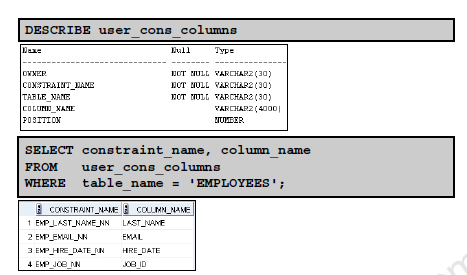 DESCRIBE user_cons_columns
Name Null Type
OWNER NOT NULL VARCHAR2(30)
CONSTRAINT_NAME NOT NULL VARCHAR2(30)
TABLE_NAME NOT NULL VARCHAR2(30)
COLUMN_NAME VARCHAR2(4000)
POSITION NUMBER
SELECT constraint_name, column_name
FROM user_cons_columns
WHERE table_name = 'EMPLOYEES';
CONSTRAINT_NAME COLUMN_NAME
1 EMP_LAST_NAME_NN LAST_NAME
2 EMP_EMAIL_NN EMAIL
3 EMP_HIRE_DATE_NN HIRE_DATE
4 EMP_JOB_NN JOB_ID